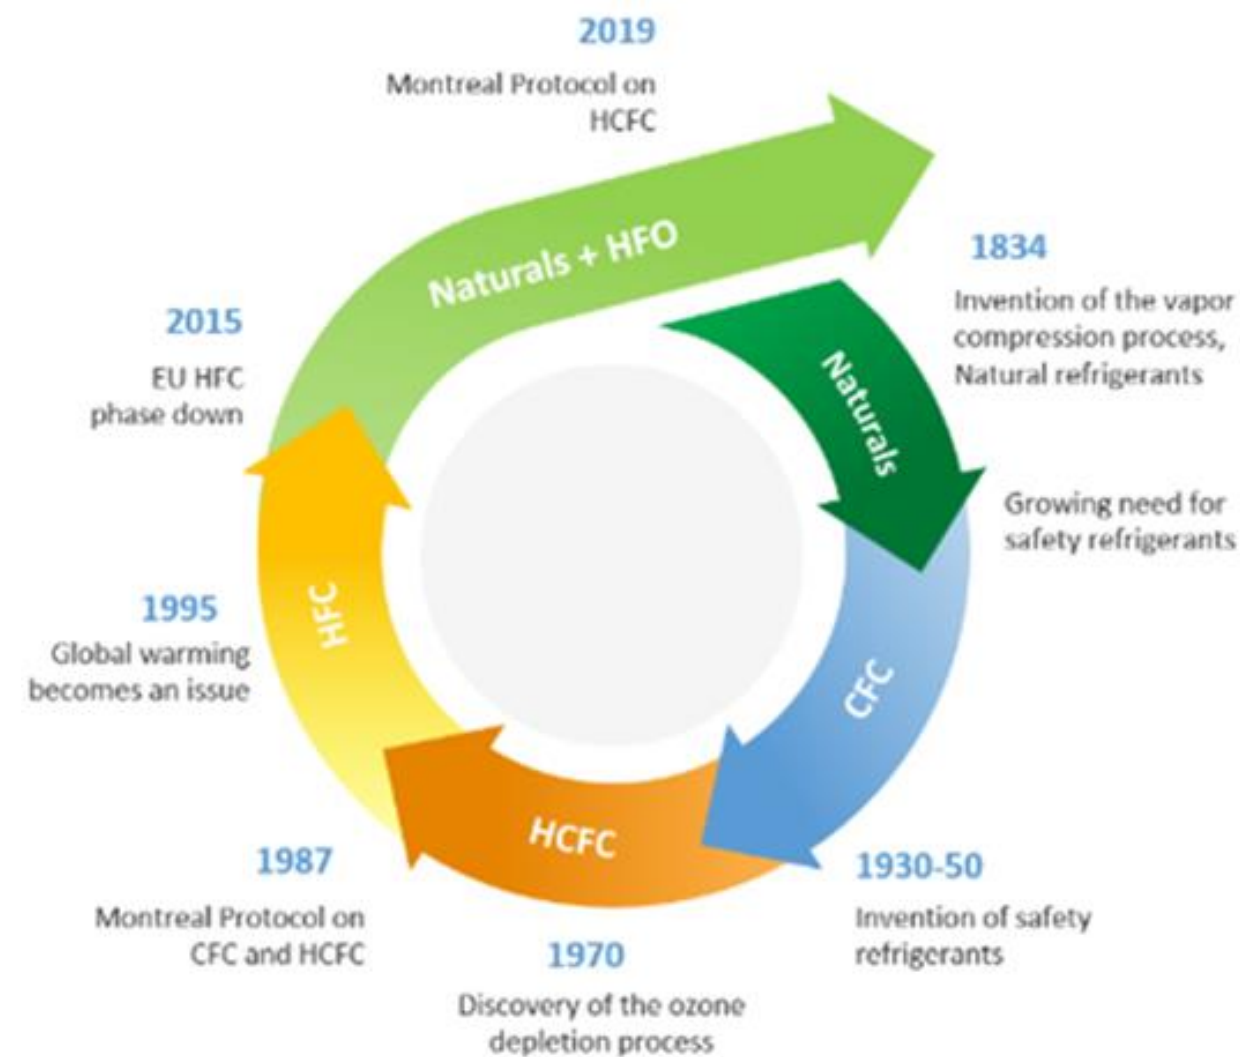 2019
Montreal Protocol on
HCFC
Naturals + HFO
1834
Invention of the vapor
compression process,
Natural refrigerants
Naturals
Growing need for
safety refrigerants
CFC
1930-50
Invention of safety
refrigerants
HCFC
1970
Discovery of the ozone
depletion process
1987
Montreal Protocol on
CFC and HCFC
HFC
1995
Global warming
becomes an issue
2015
EU HFC
phase down